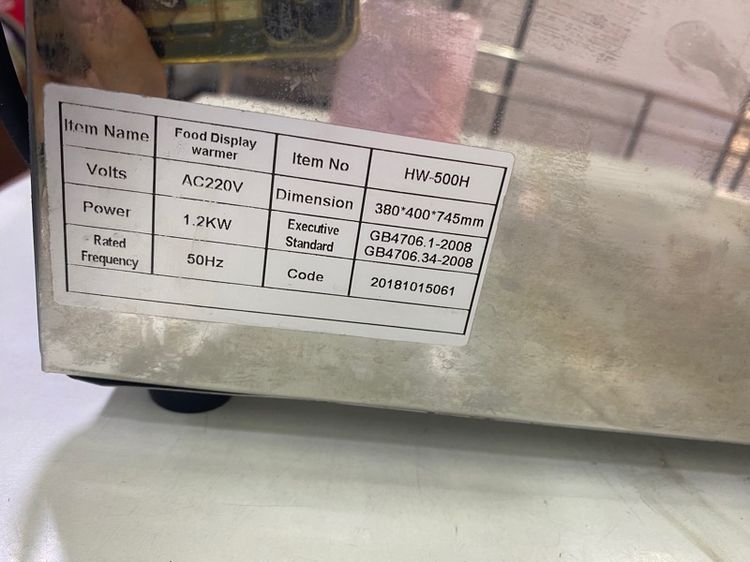 Item Name Food Display warmer Item No HW-500H
Volts AC220V Dimension 380*400*745mm
Power 1.2KW Executive Standard GB4706.1-2008 GB4706.34-2008
Rated Frequency 50Hz Code 20181015061